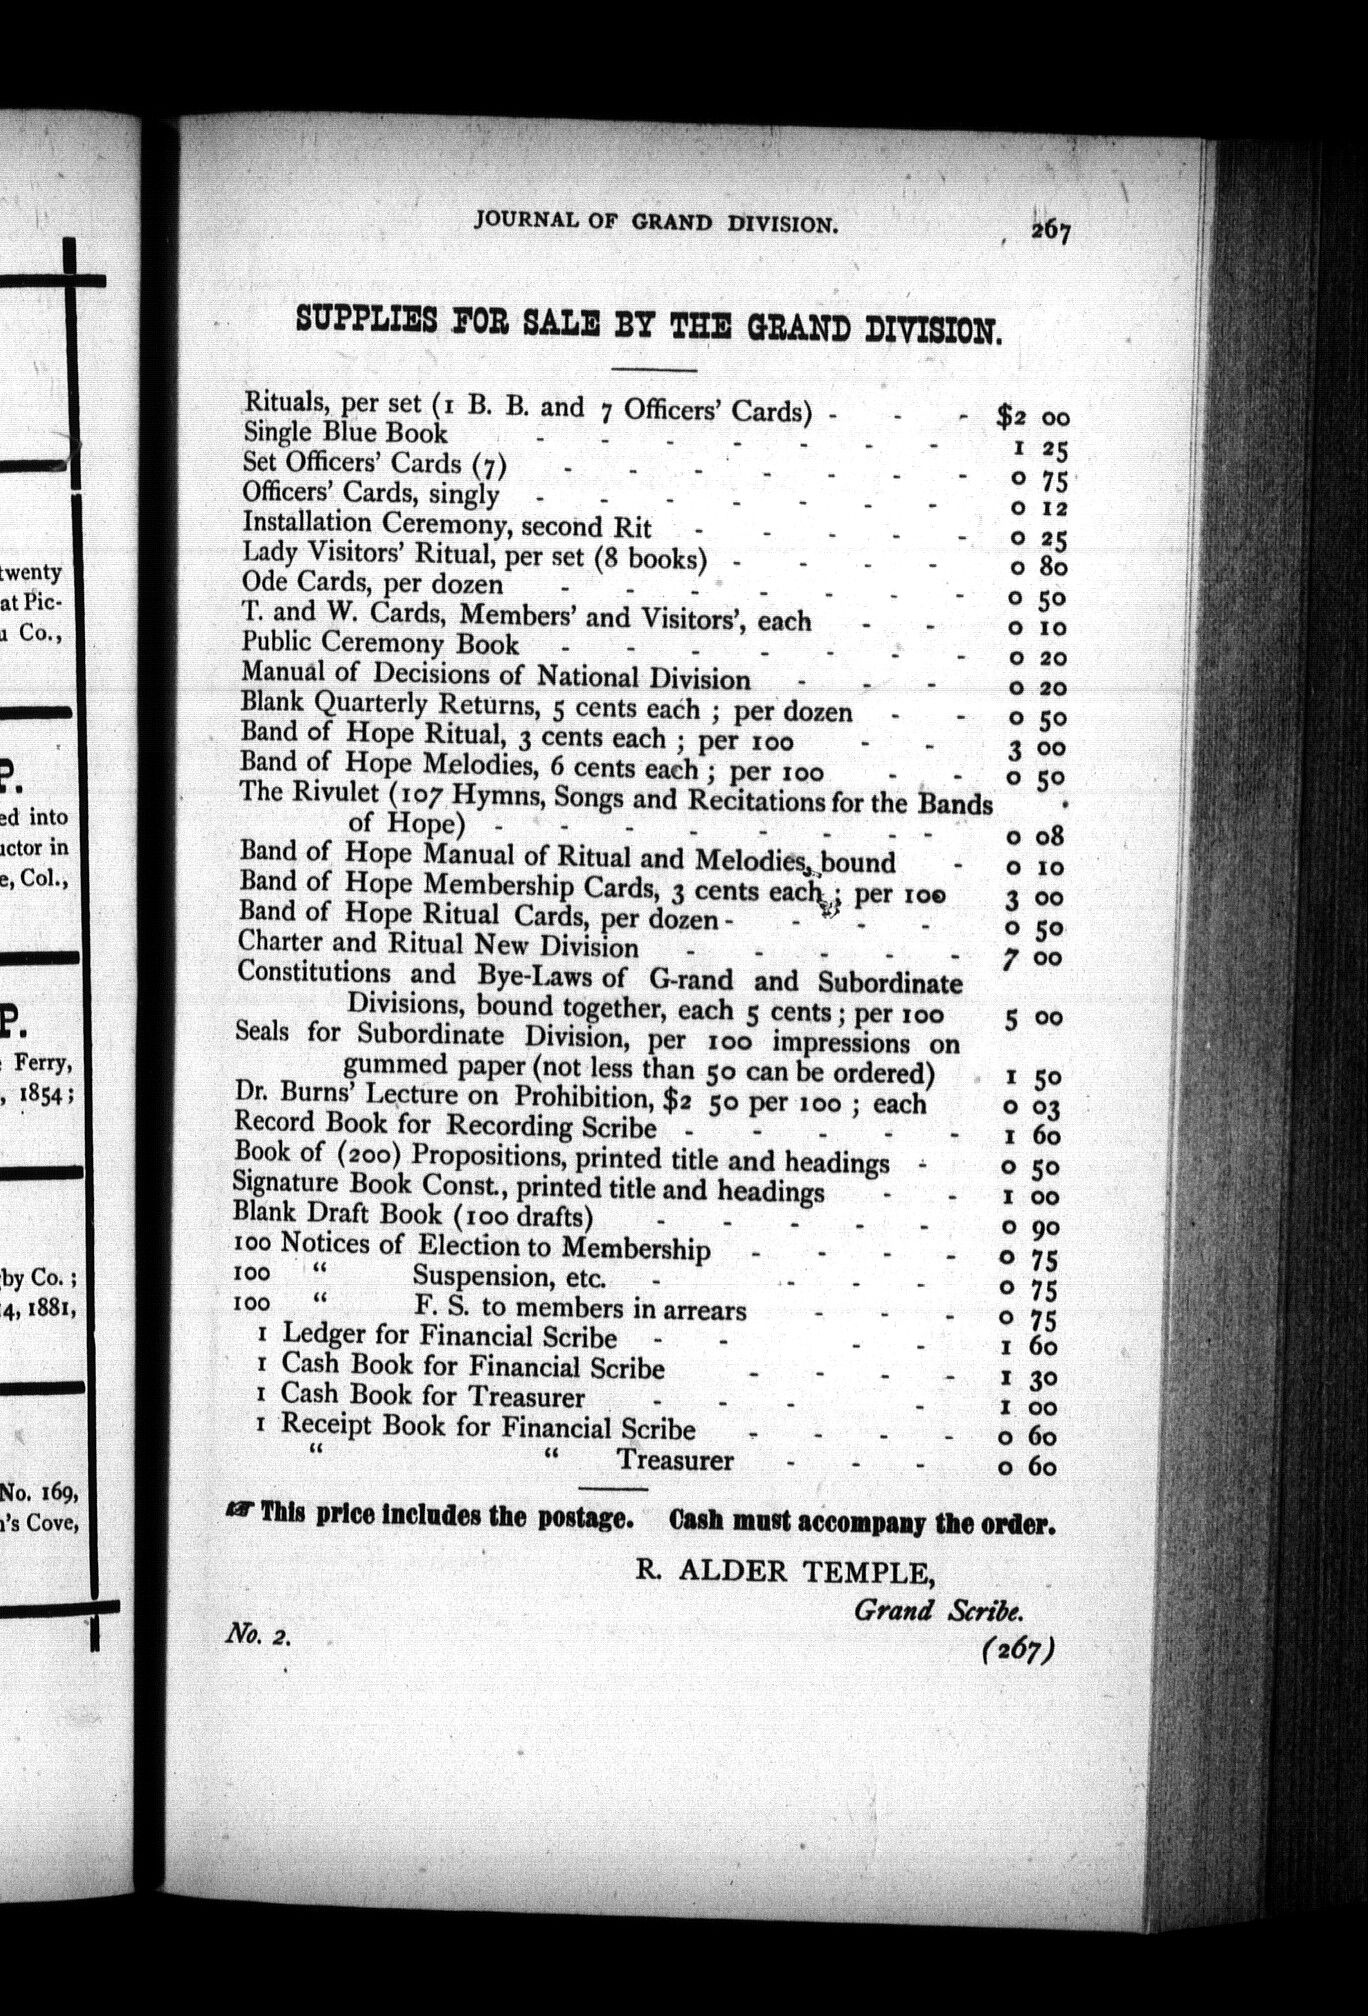 twenty
at Pic-
u Co.,
P.
ed into
uctor in
e, Col.,
P.
Ferry,
, 1854;
by Co. ;
14, 1881,
No. 169,
n's Cove,
JOURNAL OF GRAND DIVISION. 267
SUPPLIES FOR SALE BY THE GRAND DIVISION.
Rituals, per set (1 B. B. and 7 Officers' Cards) - - - $2 00
Single Blue Book - - - - - - - 1 25
Set Officers' Cards (7) - - - - - - - 0 75
Officers' Cards, singly - - - - - - - 0 12
Installation Ceremony, second Rit - - - - - 0 25
Lady Visitors' Ritual, per set (8 books) - - - - 0 80
Ode Cards, per dozen - - - - - - - 0 50
T. and W. Cards, Members' and Visitors', each - - 0 10
Public Ceremony Book - - - - - - - 0 20
Manual of Decisions of National Division - - - 0 20
Blank Quarterly Returns, 5 cents each ; per dozen - - 0 50
Band of Hope Ritual, 3 cents each ; per 100 - - 3 00
Band of Hope Melodies, 6 cents each ; per 100 - - 0 50
The Rivulet (107 Hymns, Songs and Recitations for the Bands
of Hope) - - - - - - - - 0 08
Band of Hope Manual of Ritual and Melodies, bound - 0 10
Band of Hope Membership Cards, 3 cents each ; per 100 3 00
Band of Hope Ritual Cards, per dozen - - - - 0 50
Charter and Ritual New Division - - - - - 7 00
Constitutions and Bye-Laws of G-rand and Subordinate
Divisions, bound together, each 5 cents ; per 100 5 00
Seals for Subordinate Division, per 100 impressions on
gummed paper (not less than 50 can be ordered) 1 50
Dr. Burns' Lecture on Prohibition, $2 50 per 100 ; each 0 03
Record Book for Recording Scribe - - - - - 1 60
Book of (200) Propositions, printed title and headings - 0 50
Signature Book Const., printed title and headings - - 1 00
Blank Draft Book (100 drafts) - - - - - 0 90
100 Notices of Election to Membership - - - - 0 75
100 " Suspension, etc. - - - - 0 75
100 " F. S. to members in arrears - - - 0 75
1 Ledger for Financial Scribe - - - - 1 60
1 Cash Book for Financial Scribe - - - - 1 30
1 Cash Book for Treasurer - - - - 1 00
1 Receipt Book for Financial Scribe - - - - 0 60
" " Treasurer - - - 0 60
☞ This price includes the postage. Cash must accompany the order.
R. ALDER TEMPLE,
Grand Scribe.
No. 2. (267)